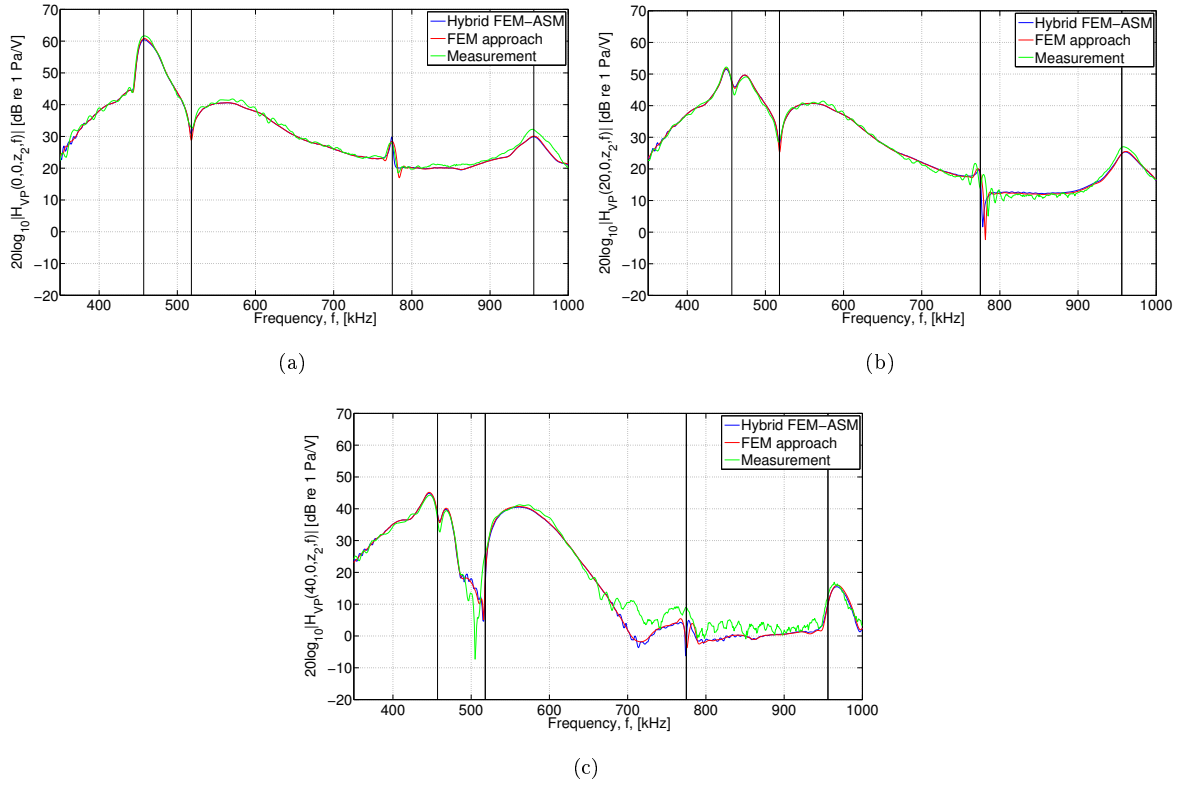 70
60
50
40
30
20
10
0
−10
−20
400
500
600
700
800
900
1000
20log10|HVP(0,0,z2,f)| [dB re 1 Pa/V]
Frequency, f, [kHz]
Hybrid FEM−ASM
FEM approach
Measurement
(a)
70
60
50
40
30
20
10
0
−10
−20
400
500
600
700
800
900
1000
20log10|HVP(20,0,z2,f)| [dB re 1 Pa/V]
Frequency, f, [kHz]
Hybrid FEM−ASM
FEM approach
Measurement
(b)
70
60
50
40
30
20
10
0
−10
−20
400
500
600
700
800
900
1000
20log10|HVP(40,0,z2,f)| [dB re 1 Pa/V]
Frequency, f, [kHz]
Hybrid FEM−ASM
FEM approach
Measurement
(c)